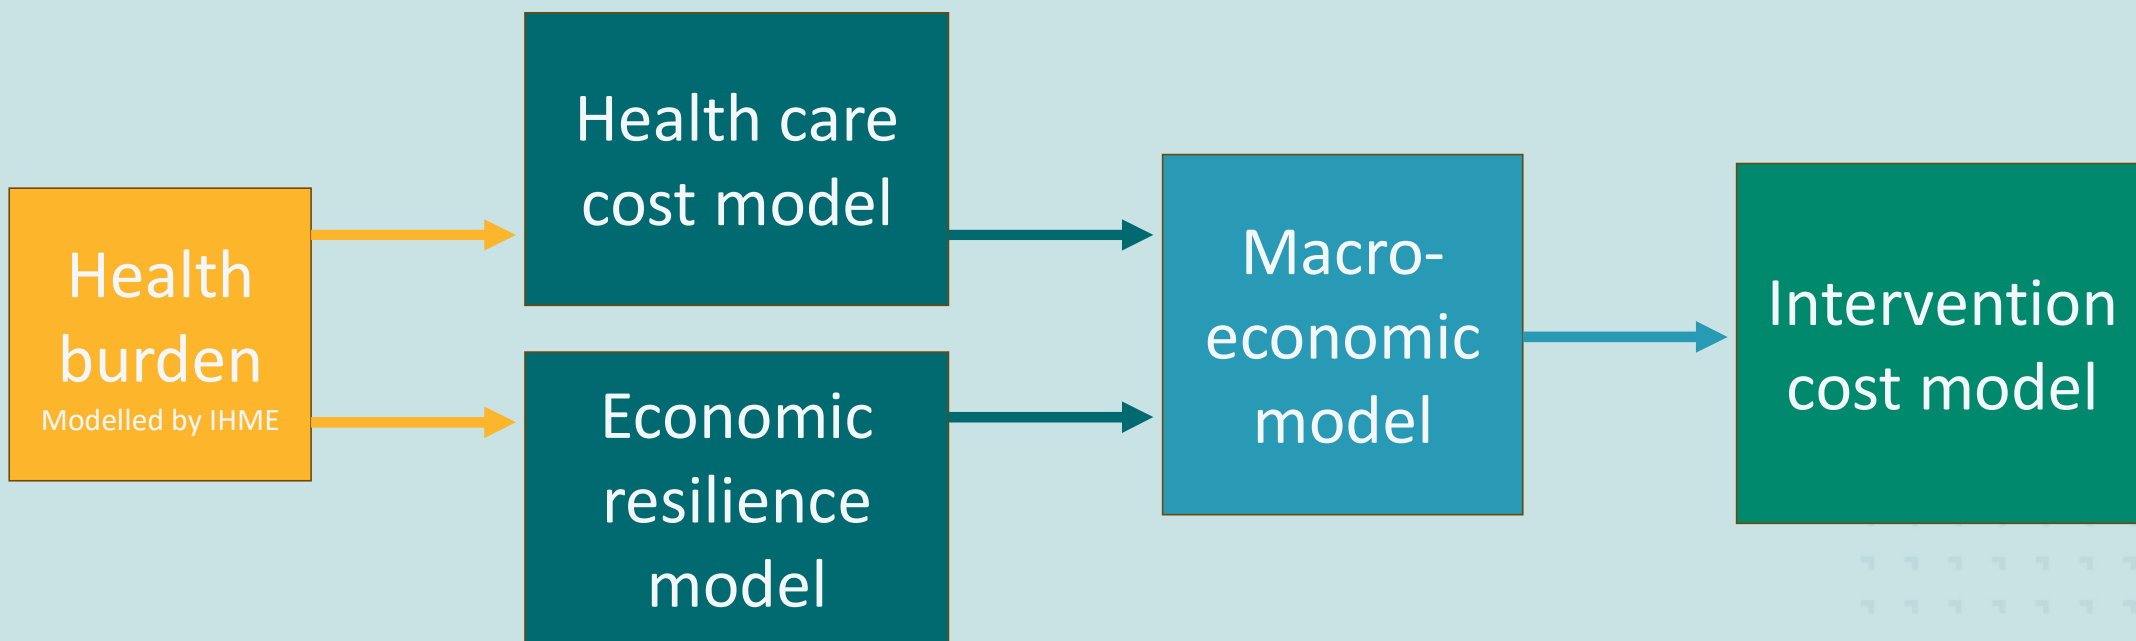 Health
burden
Modelled by IHME
Health care
cost model
Economic
resilience
model
Macro-
economic
model
Intervention
cost model